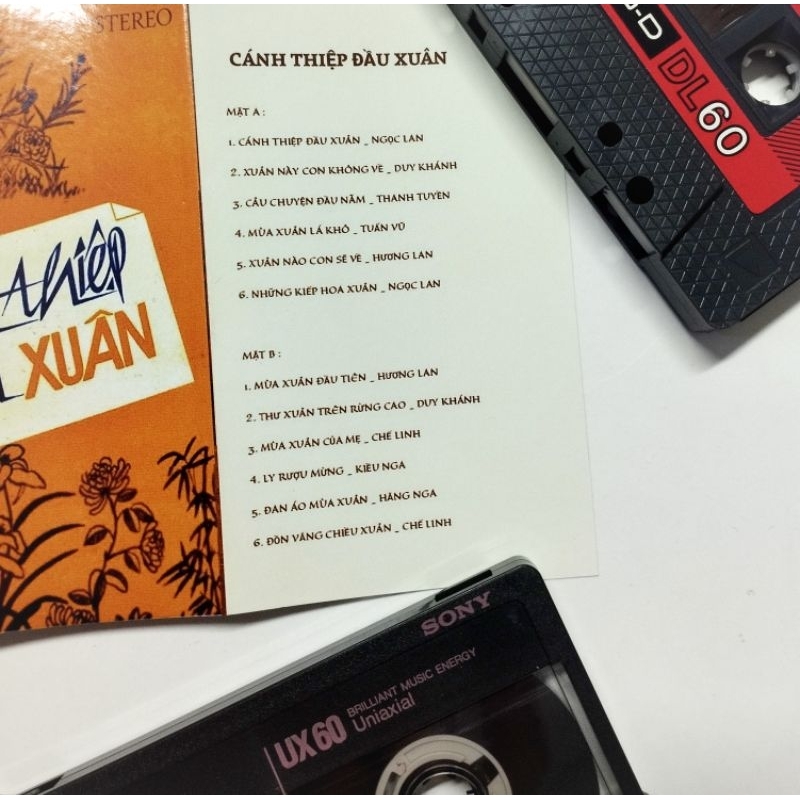 STEREO
CÁNH THIỆP ĐẦU XUÂN
MẶT A :
1. CÁNH THIỆP ĐẦU XUÂN _ NGỌC LAN
2. XUÂN NÀY CON KHÔNG VỀ _ DUY KHÁNH
3. CÂU CHUYỆN ĐẦU NĂM _ THANH TUYỀN
4. MÙA XUÂN LÁ KHÔ _ TUẤN VŨ
5. XUÂN NÀO CON SẼ VỀ _ HƯƠNG LAN
6. NHỮNG KIẾP HOA XUÂN _ NGỌC LAN
MẶT B :
1. MÙA XUÂN ĐẦU TIÊN _ HƯƠNG LAN
2. THƯ XUÂN TRÊN RỪNG CAO _ DUY KHÁNH
3. MÙA XUÂN CỦA MẸ _ CHẾ LINH
4. LY RƯỢU MỪNG _ KIỀU NGA
5. ĐAN ÁO MÙA XUÂN _ HẰNG NGA
6. ĐỒN VẮNG CHIỀU XUÂN _ CHẾ LINH
Thiệp
XUÂN
DL60
SONY
UX60 BRILLIANT MUSIC ENERGY
Uniaxial